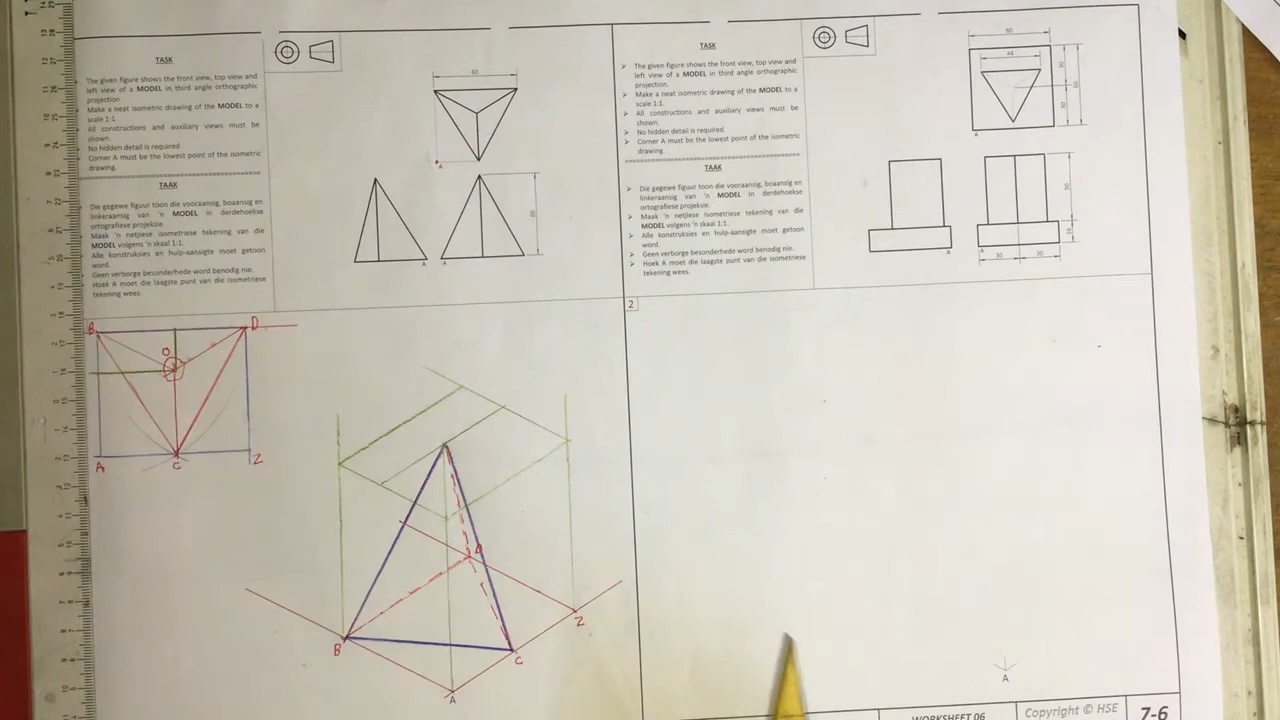 TASK
The given figure shows the front view, top view and
left view of a MODEL in third angle orthographic
projection
Make a neat isometric drawing of the MODEL to a
scale 1:1.
All constructions and auxiliary views must be
shown.
No hidden detail is required.
Corner A must be the lowest point of the isometric
drawing.
TAAK
Die gegewe figuur toon die vooraansig, boaansig en
linkeraansig van 'n MODEL in derdehoekse
ortografiese projeksie.
Maak 'n netjiese isometriese tekening van die
MODEL volgens 'n skaal 1:1.
Alle konstruksies en hulp-aansigte moet getoon
word.
Geen verborge besonderhede word benodig nie.
Hoek A moet die laagste punt van die isometriese
tekening wees.
60
A
A
A
60
TASK
➢ The given figure shows the front view, top view and
left view of a MODEL in third angle orthographic
projection.
➢ Make a neat isometric drawing of the MODEL to a
scale 1:1.
➢ All constructions and auxiliary views must be
shown.
➢ No hidden detail is required.
➢ Corner A must be the lowest point of the isometric
drawing.
TAAK
➢ Die gegewe figuur toon die vooraansig, boaansig en
linkeraansig van 'n MODEL in derdehoekse
ortografiese projeksie.
➢ Maak 'n netjiese isometriese tekening van die
MODEL volgens 'n skaal 1:1.
➢ Alle konstruksies en hulp-aansigte moet getoon
word.
➢ Geen verborge besonderhede word benodig nie.
➢ Hoek A moet die laagste punt van die isometriese
tekening wees.
60
44
30
60
30
A
50
A
A
30
30
2
B
D
O
A
C
Z
D
B
C
Z
A
A
WORKSHEET 06
Copyright © HSE
7-6